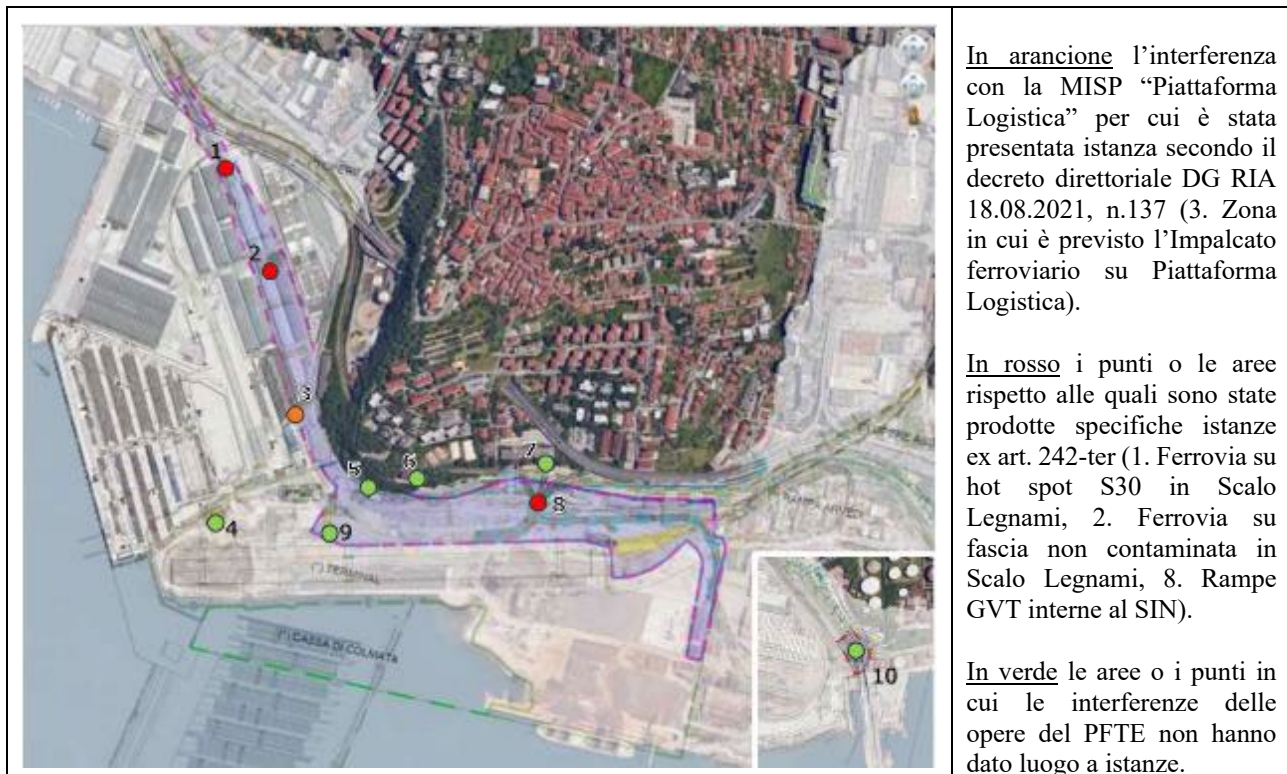 In arancione l’interferenza
con la MISP “Piattaforma
Logistica” per cui è stata
presentata istanza secondo il
decreto direttoriale DG RIA
18.08.2021, n.137 (3. Zona
in cui è previsto l’Impalcato
ferroviario su Piattaforma
Logistica).
In rosso i punti o le aree
rispetto alle quali sono state
prodotte specifiche istanze
ex art. 242-ter (1. Ferrovia su
hot spot S30 in Scalo
Legnami, 2. Ferrovia su
fascia non contaminata in
Scalo Legnami, 8. Rampe
GVT interne al SIN).
In verde le aree o i punti in
cui le interferenze delle
opere del PFTE non hanno
dato luogo a istanze.
1
2
3
5
6
7
8
4
9
(*) TERMINAL
(*) CASSA DI COLMATA
10